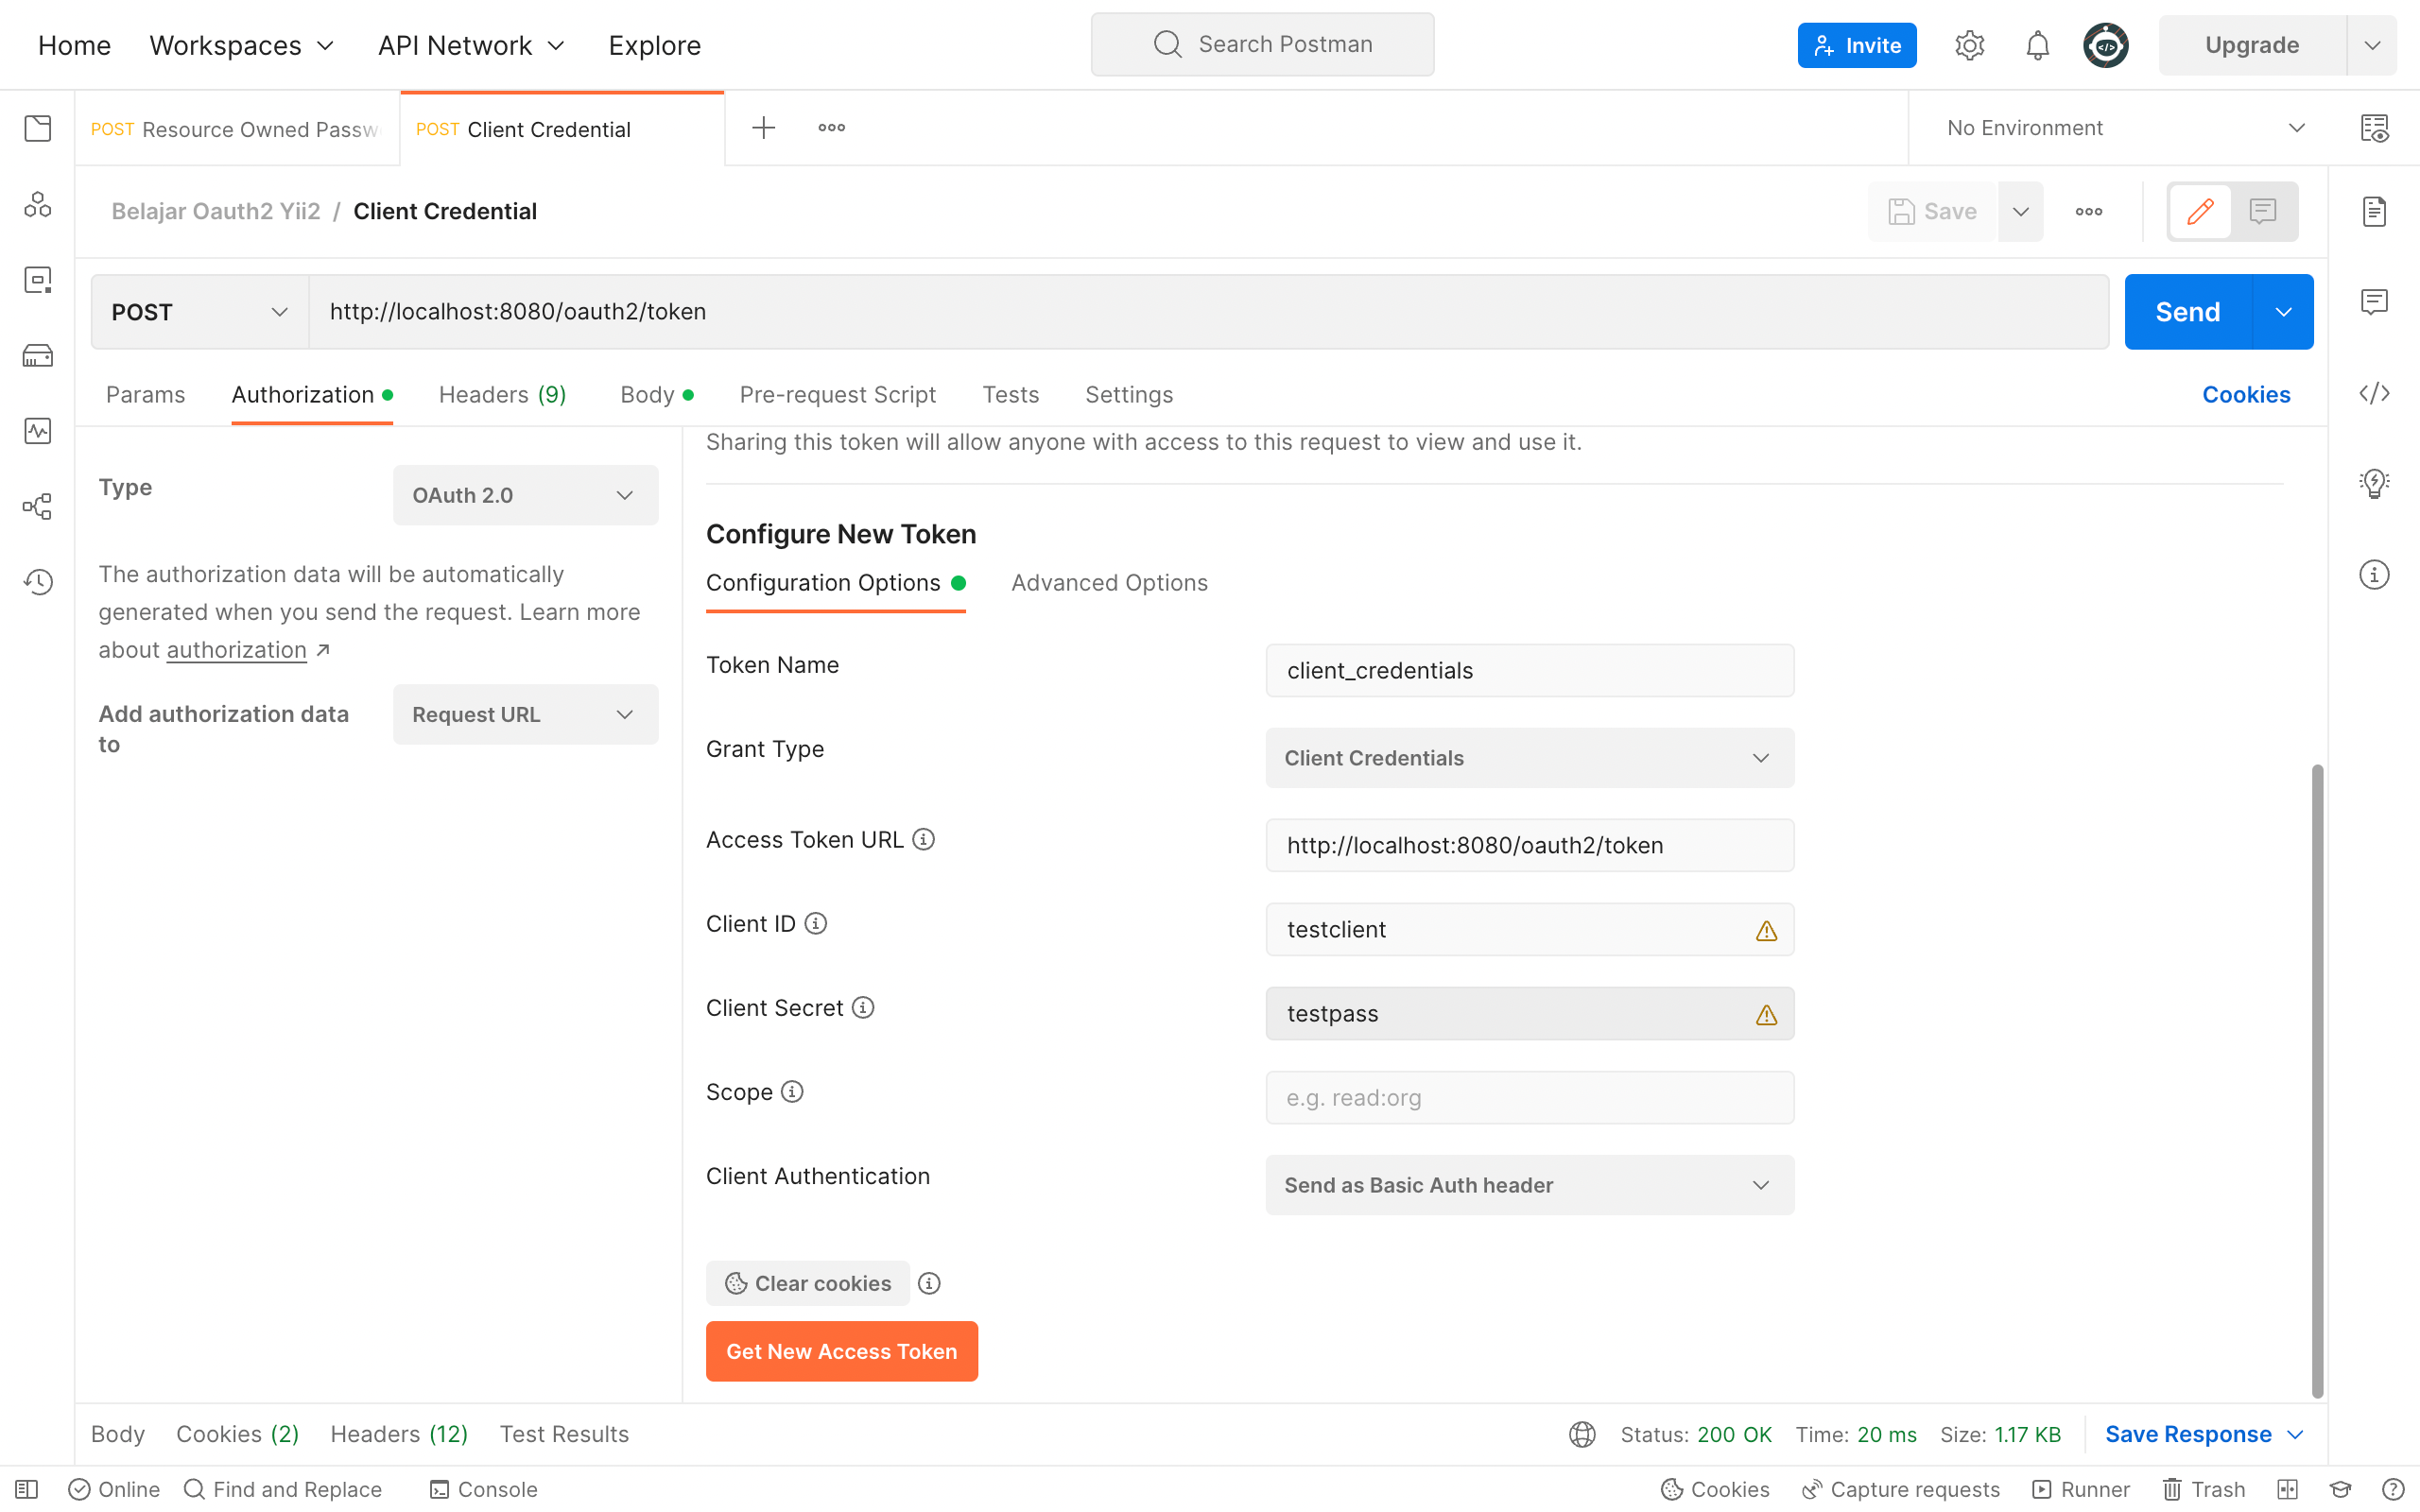 Home Workspaces API Network Explore Search Postman Invite Upgrade
POST Resource Owned Passw POST Client Credential No Environment
Belajar Oauth2 Yii2 / Client Credential Save
POST http://localhost:8080/oauth2/token Send
Params Authorization Headers (9) Body Pre-request Script Tests Settings Cookies
Sharing this token will allow anyone with access to this request to view and use it.
Type OAuth 2.0
The authorization data will be automatically
generated when you send the request. Learn more
about authorization ↗
Add authorization data
to
Request URL
Configure New Token
Configuration Options Advanced Options
Token Name client_credentials
Grant Type Client Credentials
Access Token URL http://localhost:8080/oauth2/token
Client ID testclient
Client Secret testpass
Scope e.g. read:org
Client Authentication Send as Basic Auth header
Clear cookies
Get New Access Token
Body Cookies (2) Headers (12) Test Results Status: 200 OK Time: 20 ms Size: 1.17 KB Save Response
Online Find and Replace Console Cookies Capture requests Runner Trash